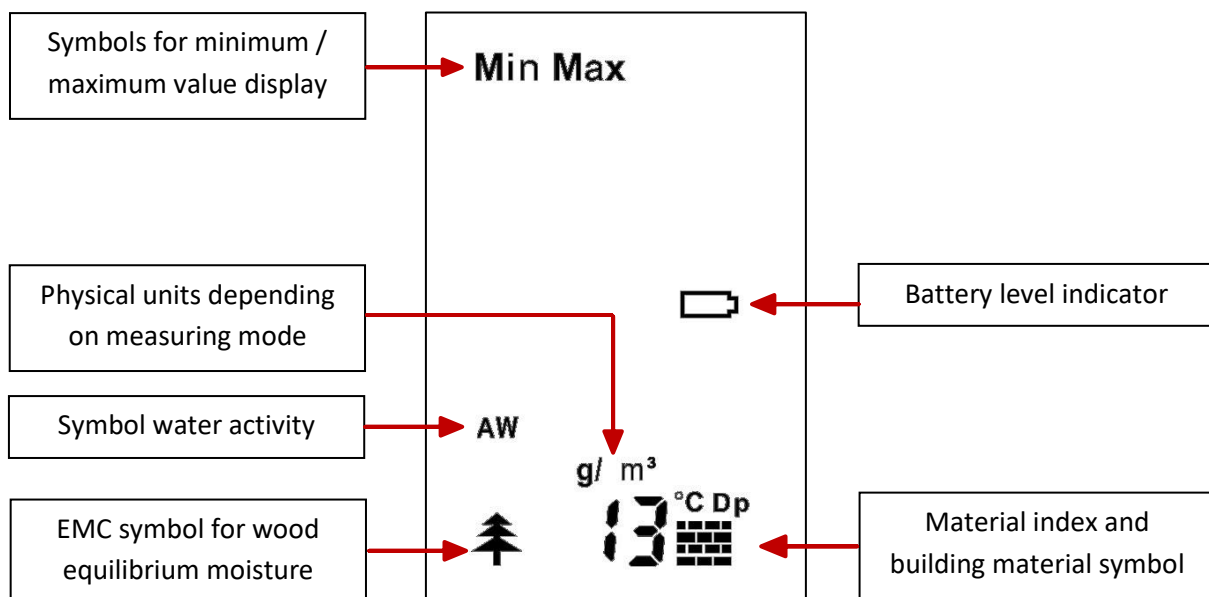 Symbols for minimum /
maximum value display
Min Max
Physical units depending
on measuring mode
Battery level indicator
Symbol water activity
AW
g/ m³
°C Dp
13
EMC symbol for wood
equilibrium moisture
Material index and
building material symbol